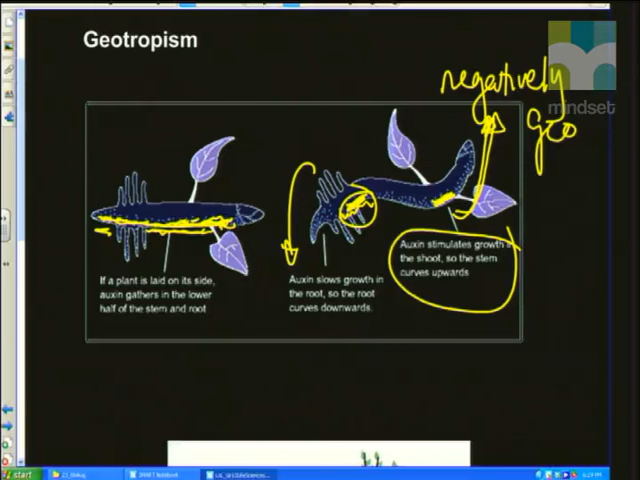 Geotropism
mindset
negatively
geo
If a plant is laid on its side,
auxin gathers in the lower
half of the stem and root
Auxin slows growth in
the root, so the root
curves downwards.
Auxin stimulates growth in
the shoot, so the stem
curves upwards
start